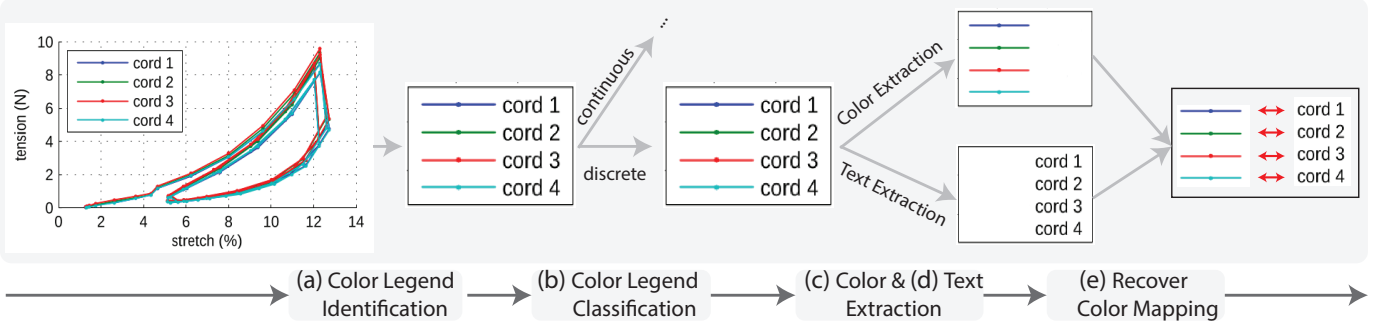 10
8
6
4
2
0
tension (N)
0
2
4
6
8
10
12
14
stretch (%)
cord 1
cord 2
cord 3
cord 4
cord 1
cord 2
cord 3
cord 4
continuous
...
discrete
cord 1
cord 2
cord 3
cord 4
Color Extraction
Text Extraction
cord 1
cord 2
cord 3
cord 4
cord 1
cord 2
cord 3
cord 4
(a) Color Legend
Identification
(b) Color Legend
Classification
(c) Color & (d) Text
Extraction
(e) Recover
Color Mapping